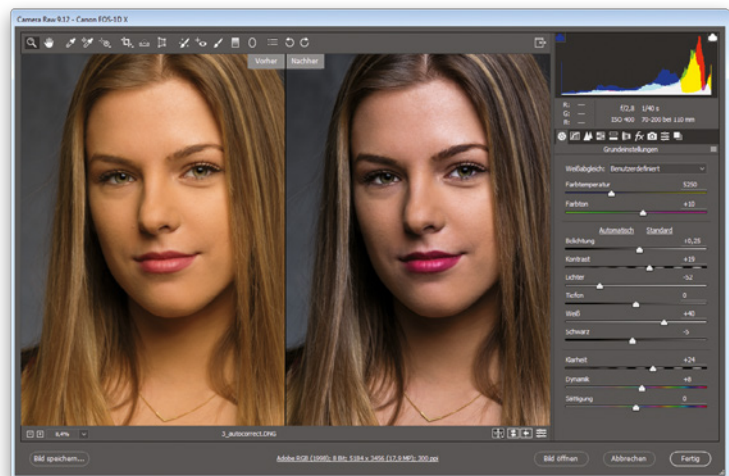 Camera Raw 9.12 - Canon EOS-1D X
Vorher Nachher
R: ---
G: ---
B: ---
f/2,8 1/40 s
ISO 400 70-200 bei 110 mm
Grundeinstellungen
Weißabgleich: Benutzerdefiniert
Farbtemperatur 5250
Farbton +10
Automatisch Standard
Belichtung +0,25
Kontrast +19
Lichter -52
Tiefen 0
Weiß +40
Schwarz -5
Klarheit +24
Dynamik +8
Sättigung 0
8,4% 3_autocorrect.DNG
Bild speichern... Adobe RGB (1998); 8 Bit; 5184 x 3456 (17,9 MP); 300 ppi Bild öffnen Abbrechen Fertig